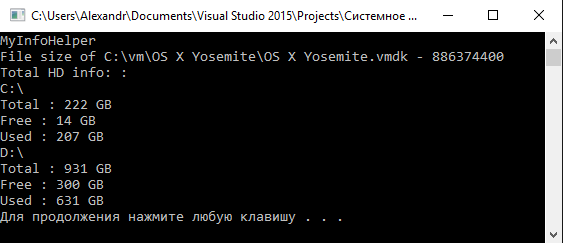 C:\Users\Alexandr\Documents\Visual Studio 2015\Projects\Системное ...
MyInfoHelper
File size of C:\vm\OS X Yosemite\OS X Yosemite.vmdk - 886374400
Total HD info: :
C:\
Total : 222 GB
Free : 14 GB
Used : 207 GB
D:\
Total : 931 GB
Free : 300 GB
Used : 631 GB
Для продолжения нажмите любую клавишу . . .